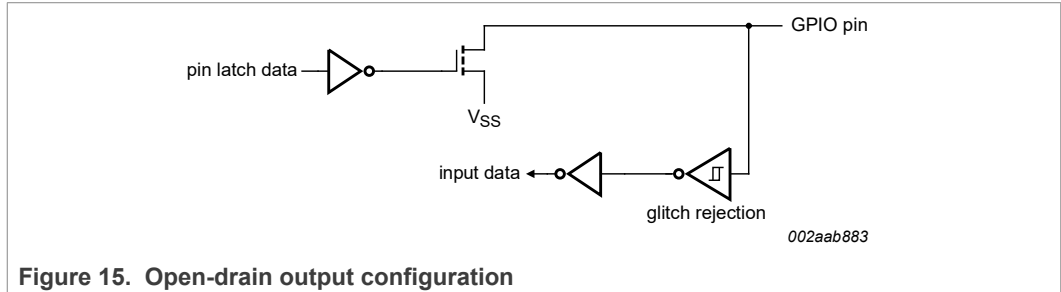 GPIO pin
pin latch data
VSS
input data
glitch rejection
002aab883
Figure 15. Open-drain output configuration